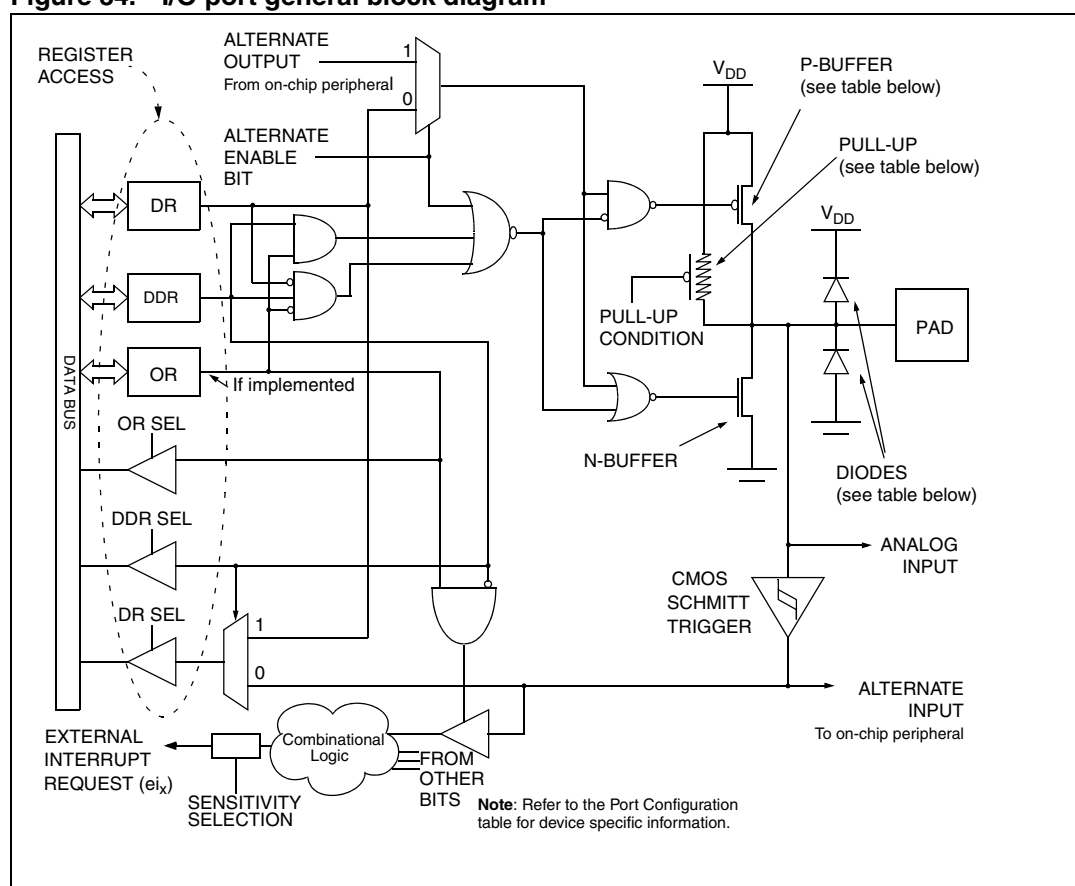 Figure 34. I/O port general block diagram
REGISTER
ACCESS
ALTERNATE
OUTPUT
From on-chip peripheral
1
0
ALTERNATE
ENABLE
BIT
VDD
P-BUFFER
(see table below)
PULL-UP
(see table below)
VDD
DR
DDR
OR
If implemented
PULL-UP
CONDITION
PAD
DATA BUS
OR SEL
N-BUFFER
DIODES
(see table below)
DDR SEL
ANALOG
INPUT
CMOS
SCHMITT
TRIGGER
DR SEL
1
0
ALTERNATE
INPUT
To on-chip peripheral
EXTERNAL
INTERRUPT
REQUEST (eix)
Combinational
Logic
FROM
OTHER
BITS
SENSITIVITY
SELECTION
Note: Refer to the Port Configuration
table for device specific information.